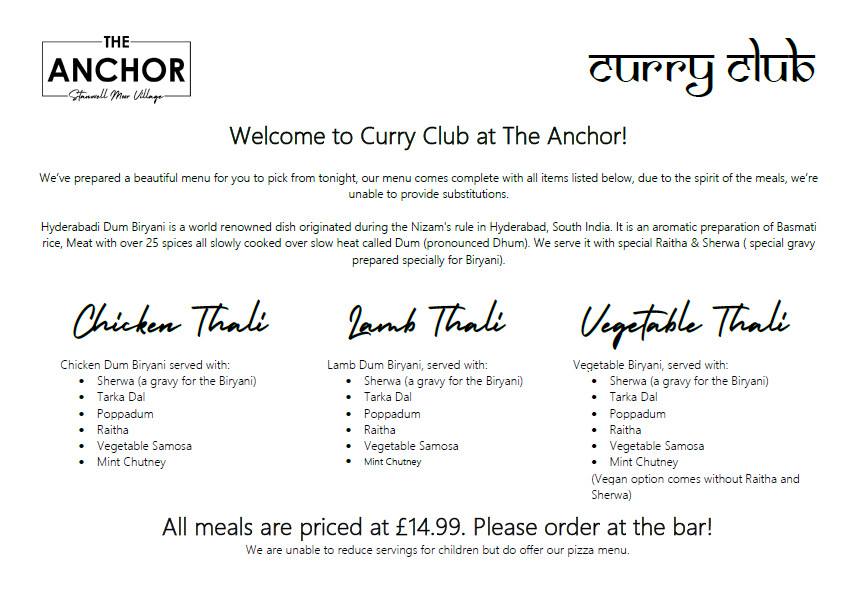 THE
ANCHOR
Stanwell Moor Village
curry club
Welcome to Curry Club at The Anchor!
We've prepared a beautiful menu for you to pick from tonight, our menu comes complete with all items listed below, due to the spirit of the meals, we're
unable to provide substitutions.
Hyderabadi Dum Biryani is a world renowned dish originated during the Nizam's rule in Hyderabad, South India. It is an aromatic preparation of Basmati
rice, Meat with over 25 spices all slowly cooked over slow heat called Dum (pronounced Dhum). We serve it with special Raitha & Sherwa ( special gravy
prepared specially for Biryani).
Chicken Thali
Chicken Dum Biryani served with:
• Sherwa (a gravy for the Biryani)
• Tarka Dal
• Poppadum
• Raitha
• Vegetable Samosa
• Mint Chutney
Lamb Thali
Lamb Dum Biryani, served with:
• Sherwa (a gravy for the Biryani)
• Tarka Dal
• Poppadum
• Raitha
• Vegetable Samosa
• Mint Chutney
Vegetable Thali
Vegetable Biryani, served with:
• Sherwa (a gravy for the Biryani)
• Tarka Dal
• Poppadum
• Raitha
• Vegetable Samosa
• Mint Chutney
(Vegan option comes without Raitha and
Sherwa)
All meals are priced at £14.99. Please order at the bar!
We are unable to reduce servings for children but do offer our pizza menu.